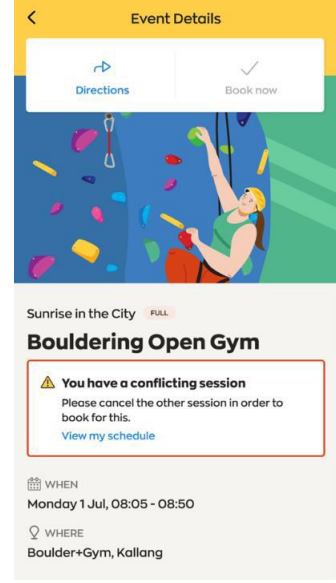 Event Details
Directions
Book now
Sunrise in the City FULL
Bouldering Open Gym
You have a conflicting session
Please cancel the other session in order to
book for this.
View my schedule
WHEN
Monday 1 Jul, 08:05 - 08:50
WHERE
Boulder+Gym, Kallang